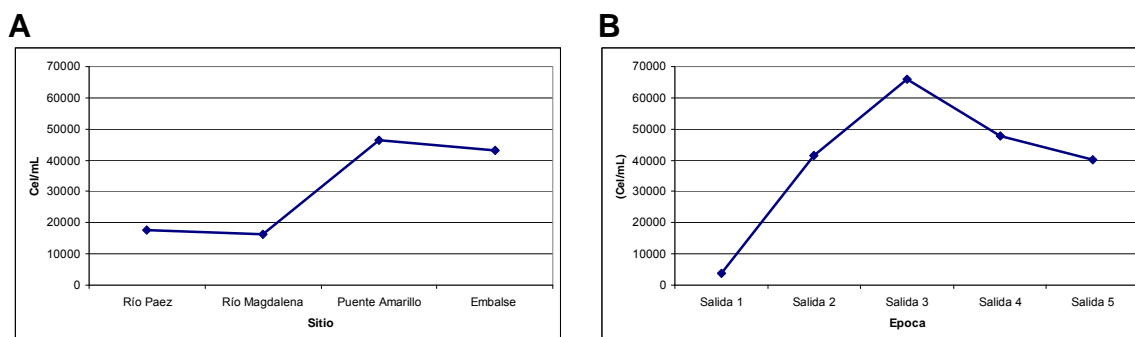 A
70000
60000
50000
40000
30000
20000
10000
0
Cel/mL
Río Paez
Río Magdalena
Puente Amarillo
Embalse
Sitio
B
70000
60000
50000
40000
30000
20000
10000
0
(Cel/mL)
Salida 1
Salida 2
Salida 3
Salida 4
Salida 5
Epoca